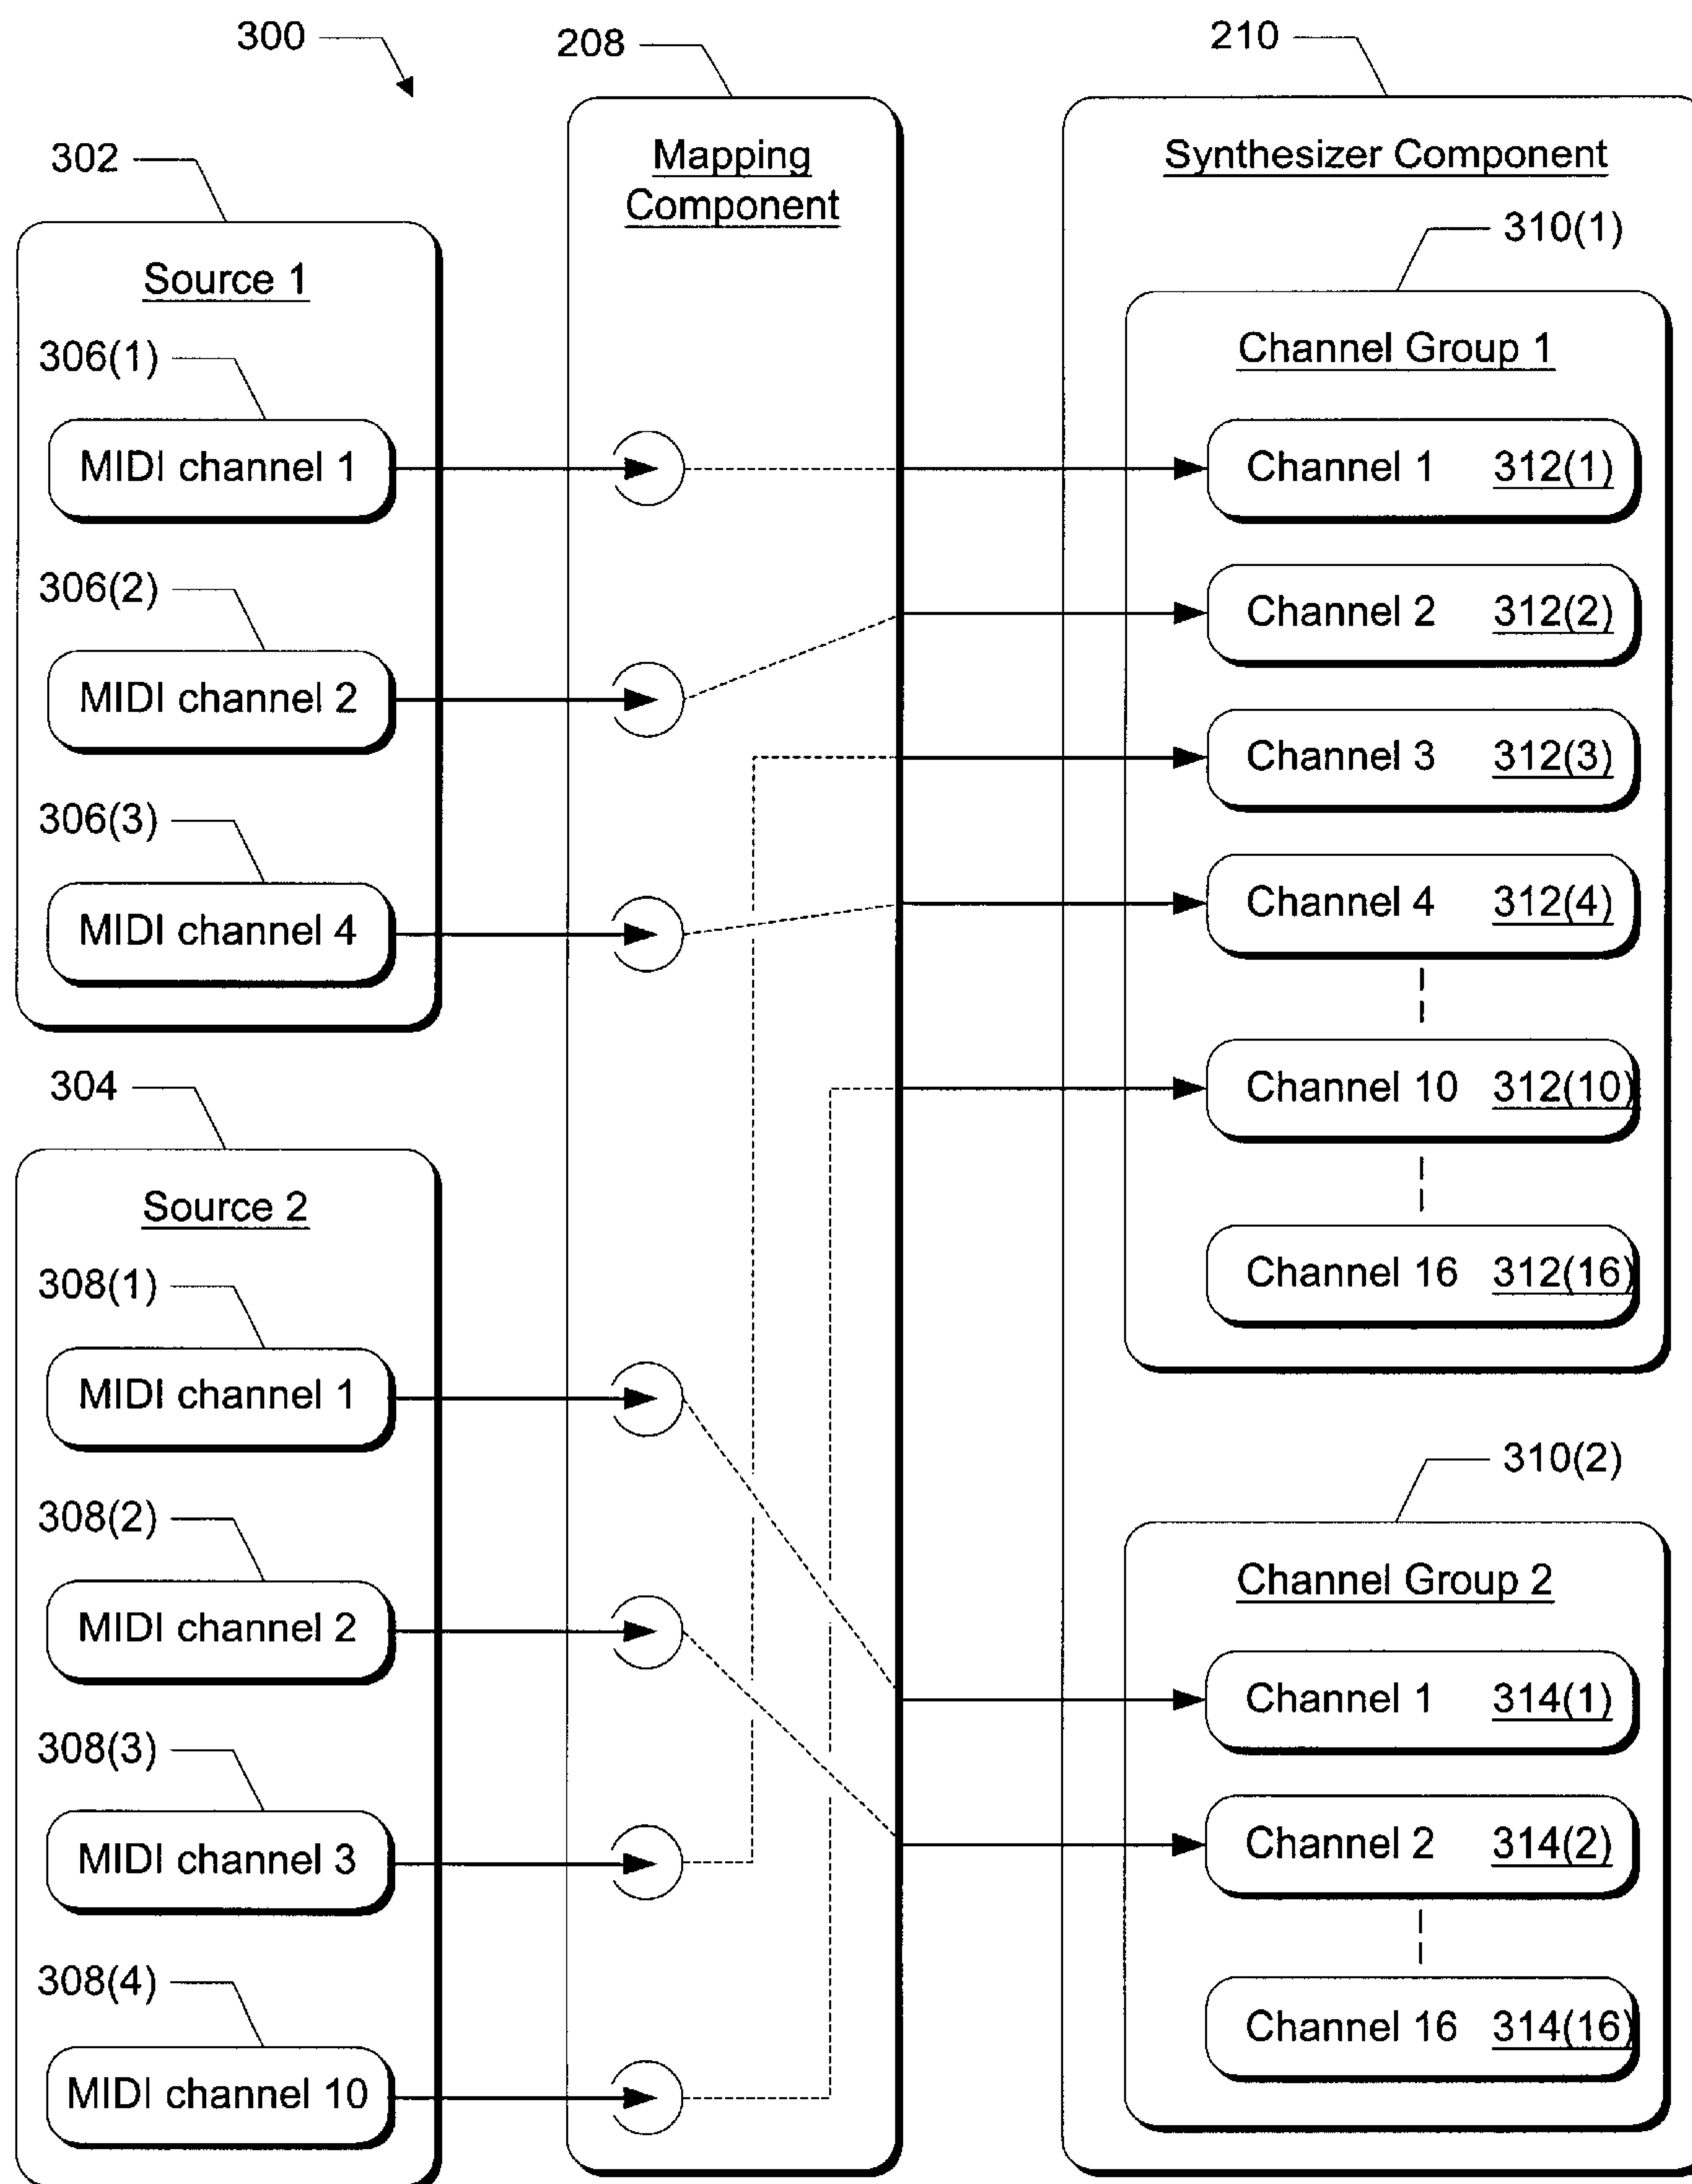 300
208
210
302
Mapping
Component
Synthesizer Component
310(1)
Source 1
Channel Group 1
306(1)
MIDI channel 1
Channel 1 312(1)
306(2)
Channel 2 312(2)
MIDI channel 2
Channel 3 312(3)
306(3)
Channel 4 312(4)
MIDI channel 4
304
Channel 10 312(10)
Source 2
308(1)
Channel 16 312(16)
MIDI channel 1
310(2)
308(2)
Channel Group 2
MIDI channel 2
Channel 1 314(1)
308(3)
Channel 2 314(2)
MIDI channel 3
308(4)
Channel 16 314(16)
MIDI channel 10